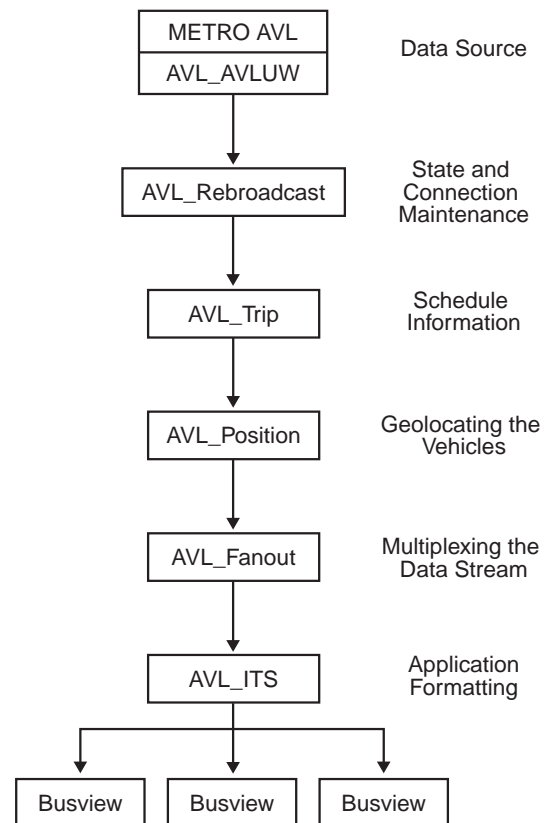 METRO AVL
Data Source
AVL_AVLUW
State and
Connection
Maintenance
AVL_Rebroadcast
Schedule
Information
AVL_Trip
Geolocating the
Vehicles
AVL_Position
Multiplexing the
Data Stream
AVL_Fanout
Application
Formatting
AVL_ITS
Busview
Busview
Busview